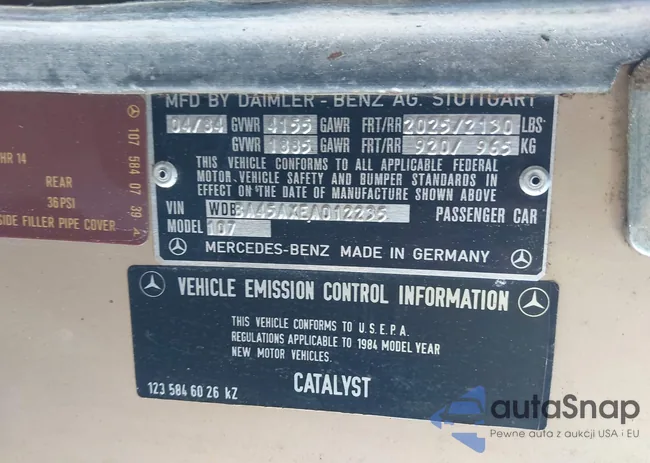 MFD BY DAIMLER - BENZ AG. STUTTGART
04/84 GVWR 4155 GAWR FRT/RR 2025/2130 LBS
GVWR 1885 GAWR FRT/RR 920/ 965 KG
THIS VEHICLE CONFORMS TO ALL APPLICABLE FEDERAL
MOTOR VEHICLE SAFETY AND BUMPER STANDARDS IN
EFFECT ON THE DATE OF MANUFACTURE SHOWN ABOVE
VIN WDBBA45AXEA012235 PASSENGER CAR
MODEL 107
MERCEDES-BENZ MADE IN GERMANY
HR 14
REAR
36 PSI
SIDE FILLER PIPE COVER
107 584 07 39 A
VEHICLE EMISSION CONTROL INFORMATION
THIS VEHICLE CONFORMS TO U.S.E.P.A.
REGULATIONS APPLICABLE TO 1984 MODEL YEAR
NEW MOTOR VEHICLES.
CATALYST
123 584 60 26 kZ
autoSnap
Pewne auta z aukcji USA i EU